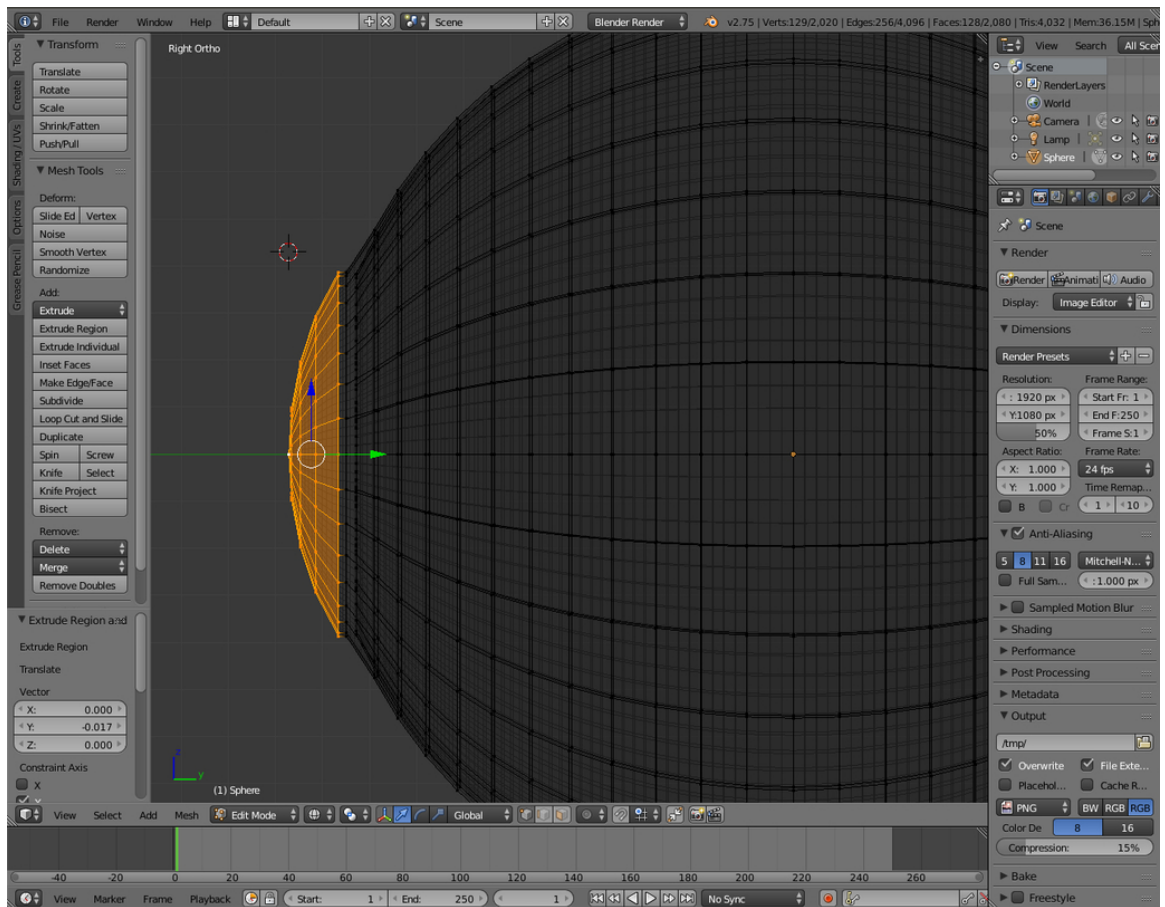 File Render Window Help Default Scene Blender Render v2.75 | Verts:129/2,020 | Edges:256/4,096 | Faces:128/2,080 | Tris:4,032 | Mem:36.15M | Sph
Tools
Create
Shading / UVs
Options
Grease Pencil
Transform
Translate
Rotate
Scale
Shrink/Fatten
Push/Pull
Mesh Tools
Deform:
Slide Ed Vertex
Noise
Smooth Vertex
Randomize
Add:
Extrude
Extrude Region
Extrude Individual
Inset Faces
Make Edge/Face
Subdivide
Loop Cut and Slide
Duplicate
Spin Screw
Knife Select
Knife Project
Bisect
Remove:
Delete
Merge
Remove Doubles
Extrude Region and
Extrude Region
Translate
Vector
X: 0.000
Y: -0.017
Z: 0.000
Constraint Axis
X
Right Ortho
z
y
(1) Sphere
View Select Add Mesh Edit Mode Global
-40 -20 0 20 40 60 80 100 120 140 160 180 200 220 240 260
View Marker Frame Playback Start: 1 End: 250 1 No Sync
View Search All Scen
Scene
RenderLayers
World
Camera
Lamp
Sphere
Scene
Render
Render Animati Audio
Display: Image Editor
Dimensions
Render Presets
Resolution: Frame Range:
: 1920 px Start Fr: 1
Y:1080 px End F:250
50% Frame S:1
Aspect Ratio: Frame Rate:
X: 1.000 24 fps
Y: 1.000 Time Remap...
B Cr 1 10
Anti-Aliasing
5 8 11 16 Mitchell-N...
Full Sam... :1.000 px
Sampled Motion Blur
Shading
Performance
Post Processing
Metadata
Output
/tmp/
Overwrite File Exte...
Placehol... Cache R...
PNG BW RGB RGB
Color De 8 16
Compression: 15%
Bake
Freestyle